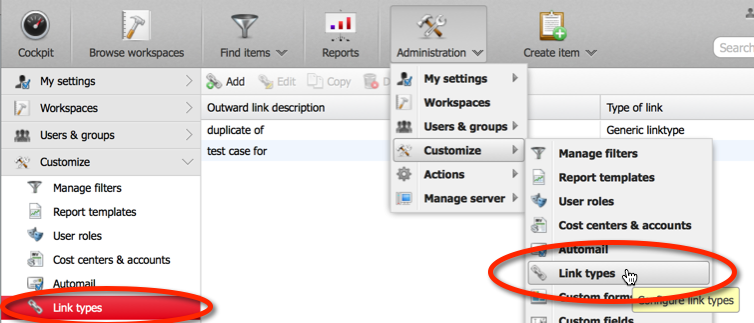 Cockpit
Browse workspaces
Find items
Reports
Administration
Create item
Search
My settings
Workspaces
Users & groups
Customize
Manage filters
Report templates
User roles
Cost centers & accounts
Automail
Link types
Add Edit Copy D
Outward link description Type of link
duplicate of Generic linktype
test case for
My settings
Workspaces
Users & groups
Customize
Actions
Manage server
Manage filters
Report templates
User roles
Cost centers & accounts
Automail
Link types
Custom forms
Configure link types
Custom fields